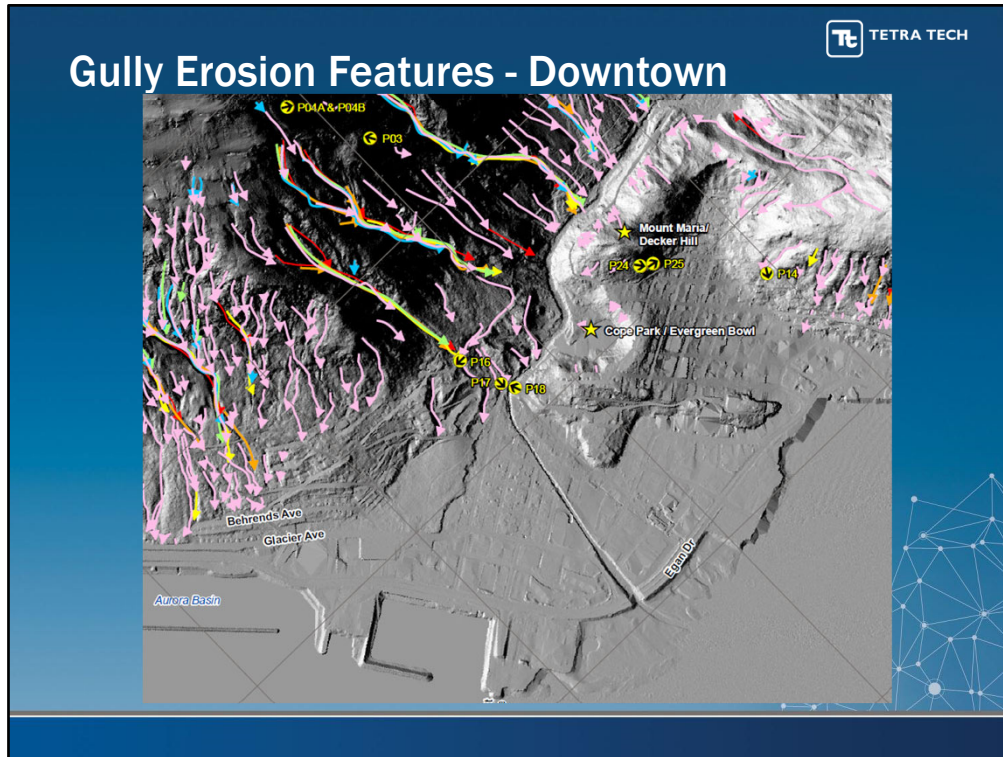 Tt TETRA TECH
Gully Erosion Features - Downtown
P04A & P04B
P03
Mount Maria/
Decker Hill
P24
P25
P14
Cope Park / Evergreen Bowl
P16
P17
P18
Behrends Ave
Glacier Ave
Egan Dr
Aurora Basin